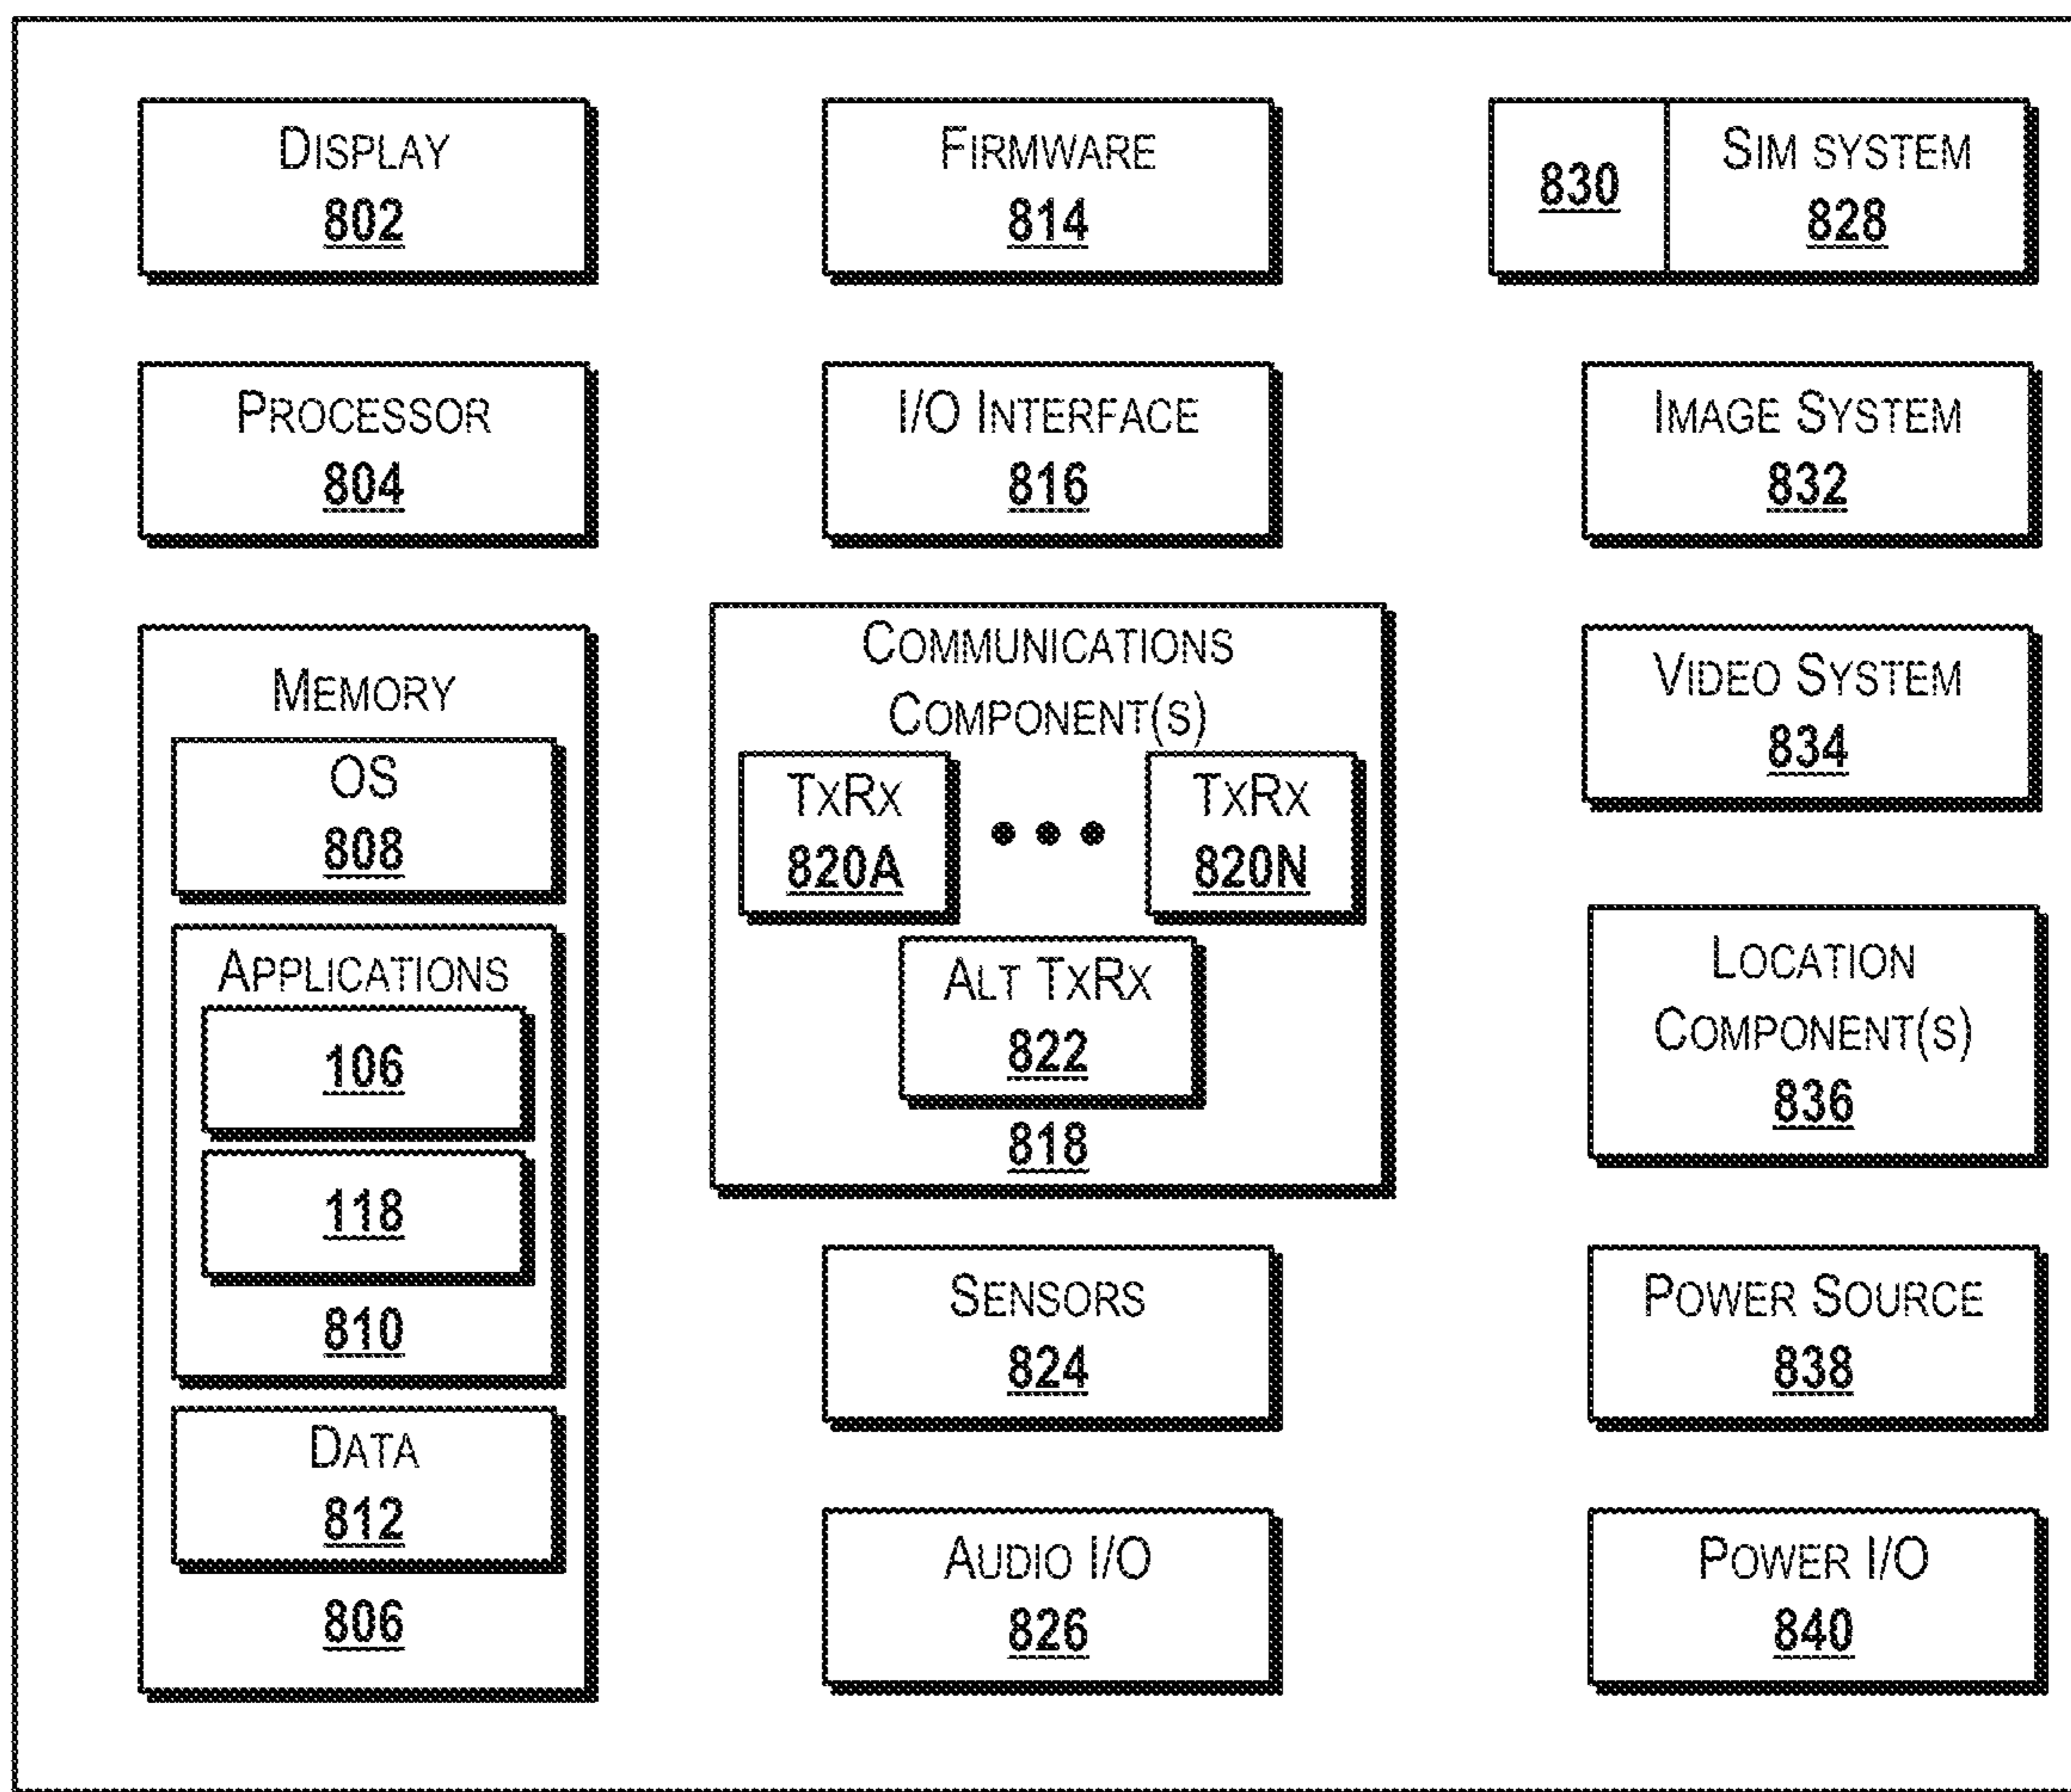 DISPLAY
802
PROCESSOR
804
MEMORY
OS
808
APPLICATIONS
106
118
810
DATA
812
806
FIRMWARE
814
I/O INTERFACE
816
COMMUNICATIONS
COMPONENT(S)
TXRX
820A
TXRX
820N
ALT TXRX
822
818
SENSORS
824
AUDIO I/O
826
830
SIM SYSTEM
828
IMAGE SYSTEM
832
VIDEO SYSTEM
834
LOCATION
COMPONENT(S)
836
POWER SOURCE
838
POWER I/O
840